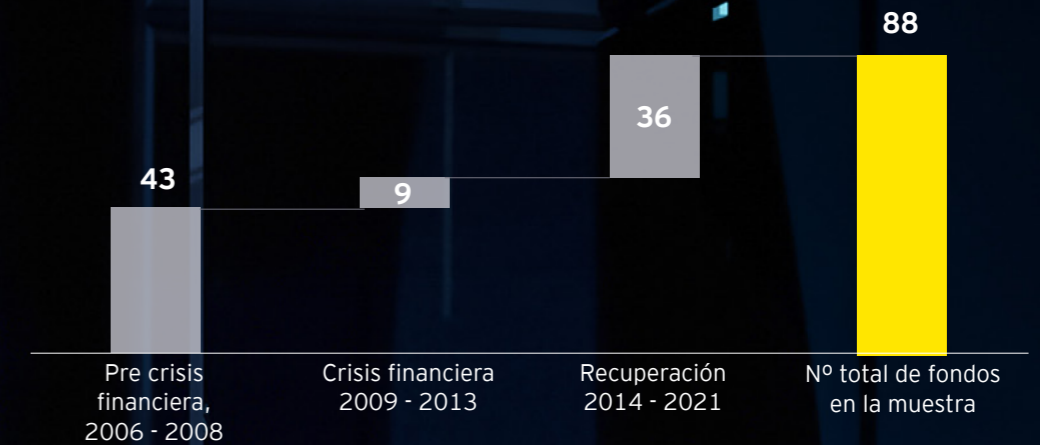 88
36
43
9
Pre crisis
financiera,
2006 - 2008
Crisis financiera
2009 - 2013
Recuperación
2014 - 2021
Nº total de fondos
en la muestra